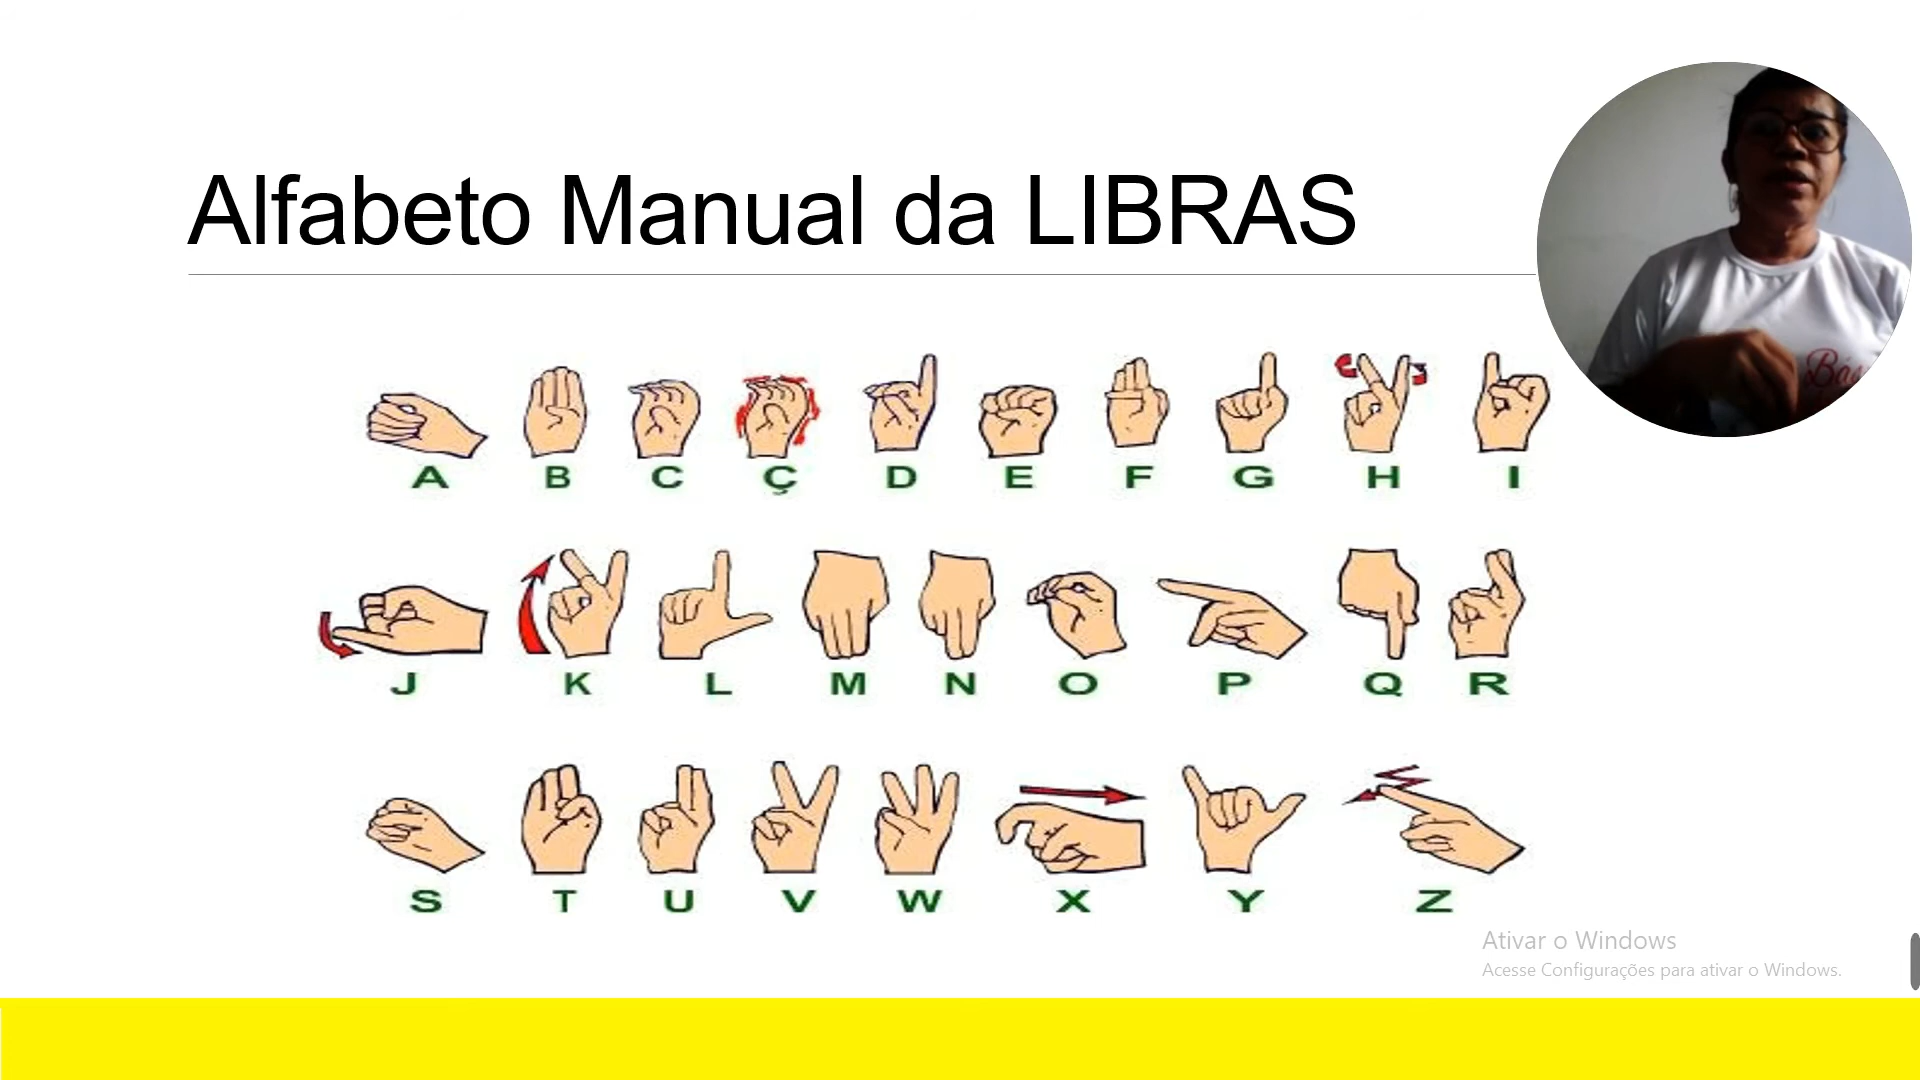 Alfabeto Manual da LIBRAS
A B C Ç D E F G H I
J K L M N O P Q R
S T U V W X Y Z
Ativar o Windows
Acesse Configurações para ativar o Windows.